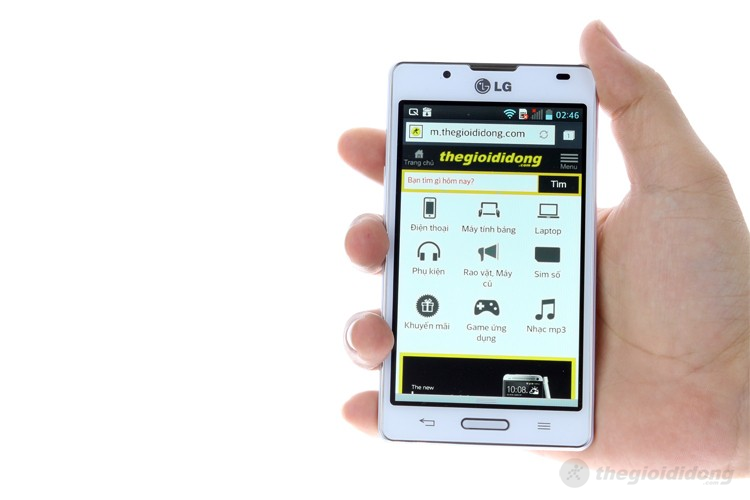 LG
02:46
m.thegioididong.com
1
Trang chủ
thegioididong
.com
Menu
Bạn tìm gì hôm nay?
Tìm
Điện thoại
Máy tính bảng
Laptop
Phụ kiện
Rao vặt, Máy
cũ
Sim số
Khuyến mãi
Game ứng
dụng
Nhạc mp3
The new
10:08
thegioididong
.com